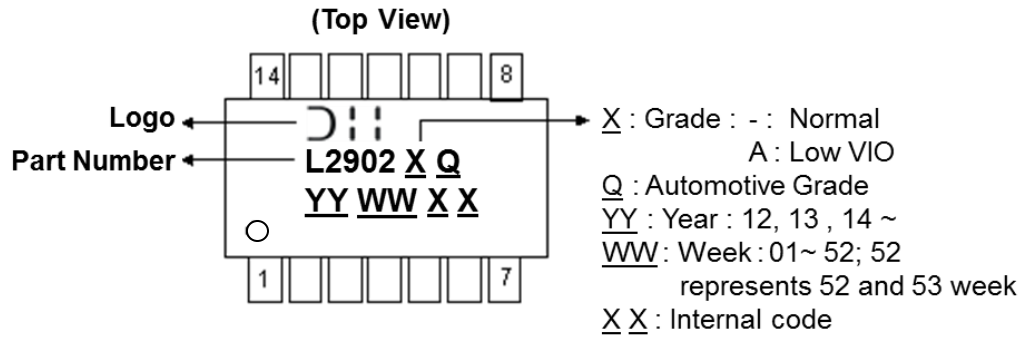 (Top View)
14 8
Logo
Part Number
L2902 X Q
YY WW X X
1 7
X : Grade : - : Normal
A : Low VIO
Q : Automotive Grade
YY : Year : 12, 13 , 14 ~
WW : Week : 01~ 52; 52
represents 52 and 53 week
X X : Internal code